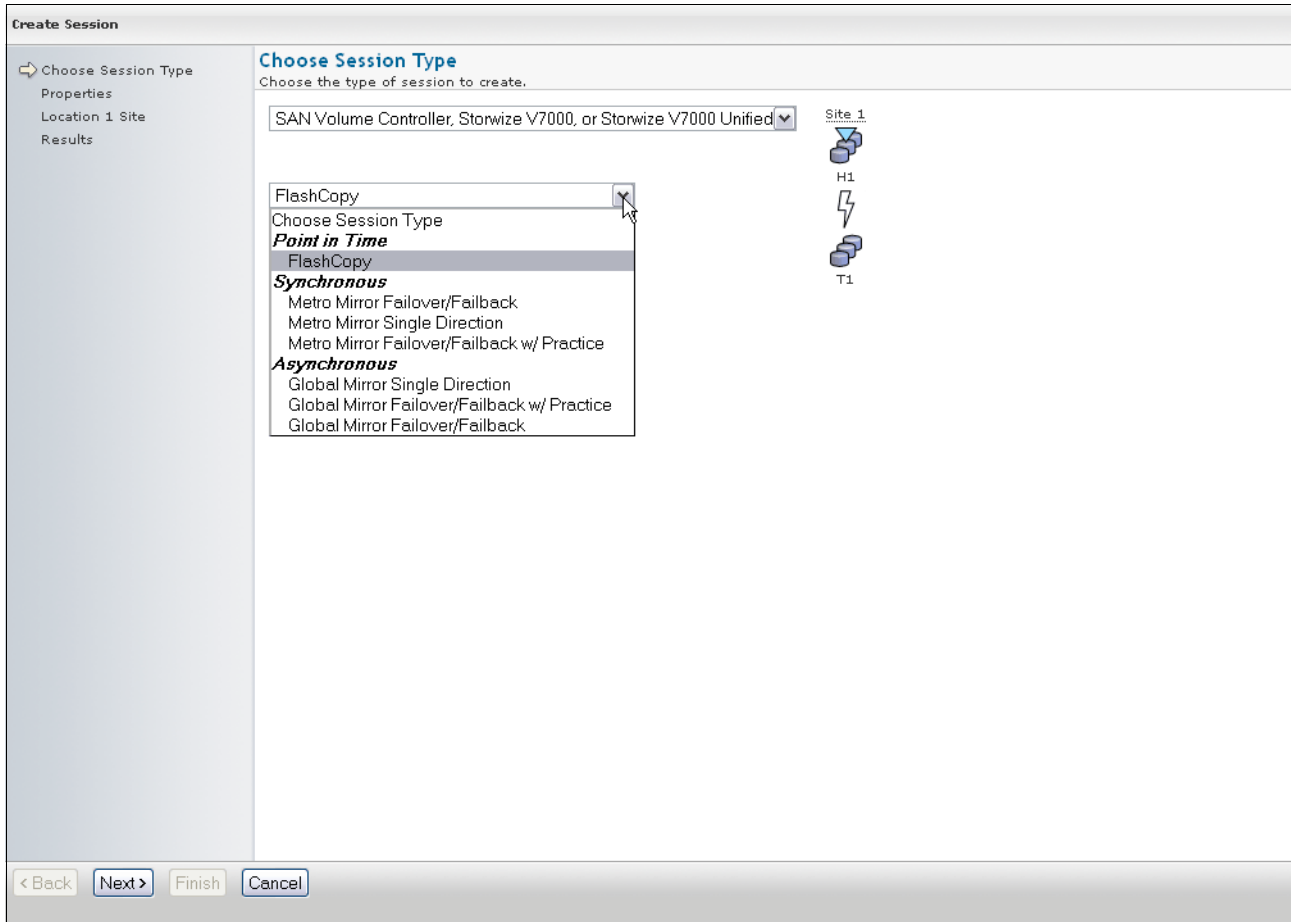 Create Session
Choose Session Type
Properties
Location 1 Site
Results
Choose Session Type
Choose the type of session to create.
SAN Volume Controller, Storwize V7000, or Storwize V7000 Unified
FlashCopy
Choose Session Type
Point in Time
FlashCopy
Synchronous
Metro Mirror Failover/Failback
Metro Mirror Single Direction
Metro Mirror Failover/Failback w/ Practice
Asynchronous
Global Mirror Single Direction
Global Mirror Failover/Failback w/ Practice
Global Mirror Failover/Failback
Site 1
H1
T1
< Back Next > Finish Cancel